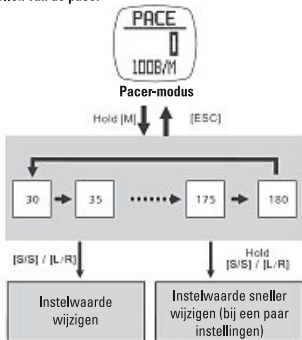 PACE
0
100B/M
Pacer-modus
Hold [M]
[ESC]
30
35
175
180
[S/S] / [L/R]
Hold
[S/S] / [L/R]
Instelwaarde
wijzigen
Instelwaarde sneller
wijzigen (bij een paar
instellingen)